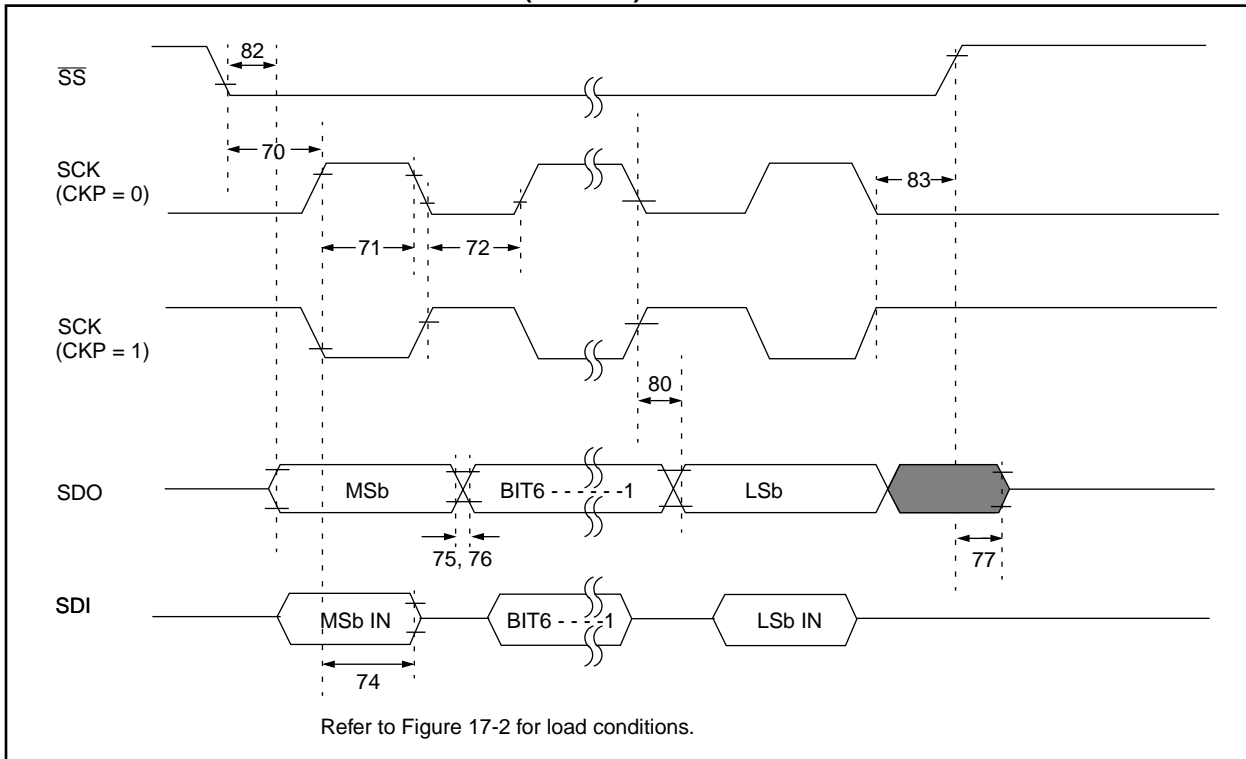 SS
82
70
SCK
(CKP = 0)
83
71
72
SCK
(CKP = 1)
80
SDO
MSb
BIT6 - - - - - -1
LSb
75, 76
77
SDI
MSb IN
BIT6 - - - -1
LSb IN
74
Refer to Figure 17-2 for load conditions.